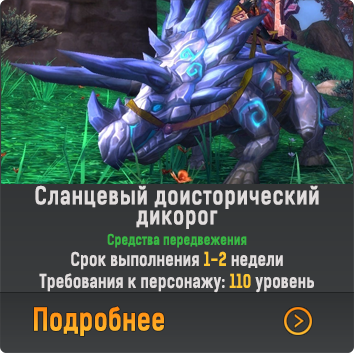 Сланцевый доисторический
дикорог
Средства передвежения
Срок выполнения 1-2 недели
Требования к персонажу: 110 уровень
Подробнее